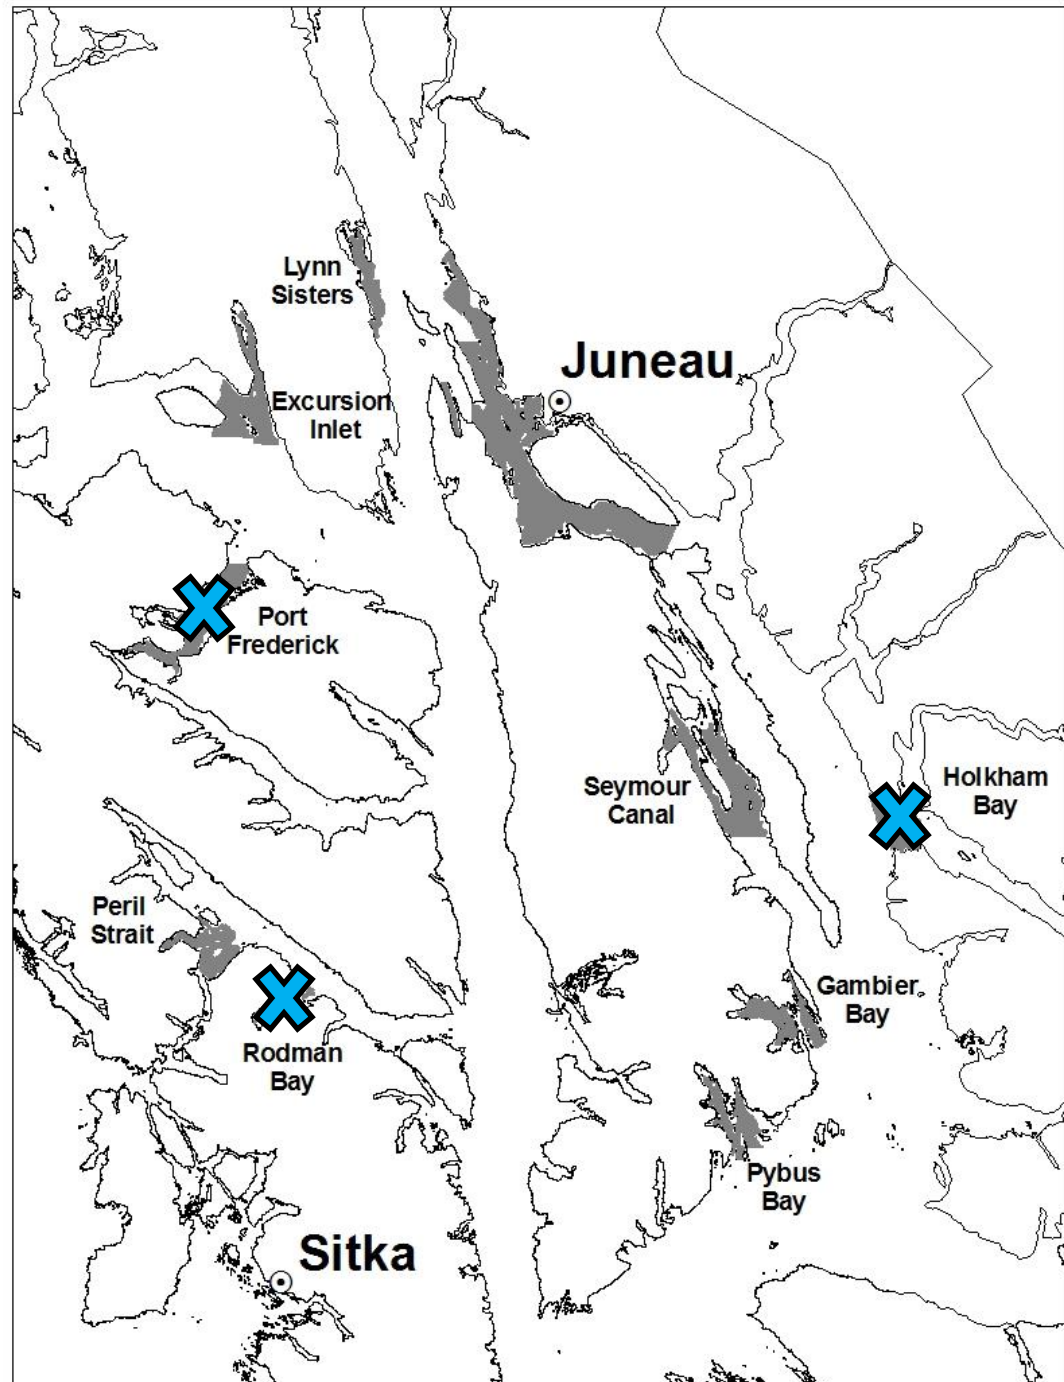 Lynn
Sisters
Juneau
Excursion
Inlet
Port
Frederick
Seymour
Canal
Holkham
Bay
Peril
Strait
Gambier
Bay
Rodman
Bay
Pybus
Bay
Sitka